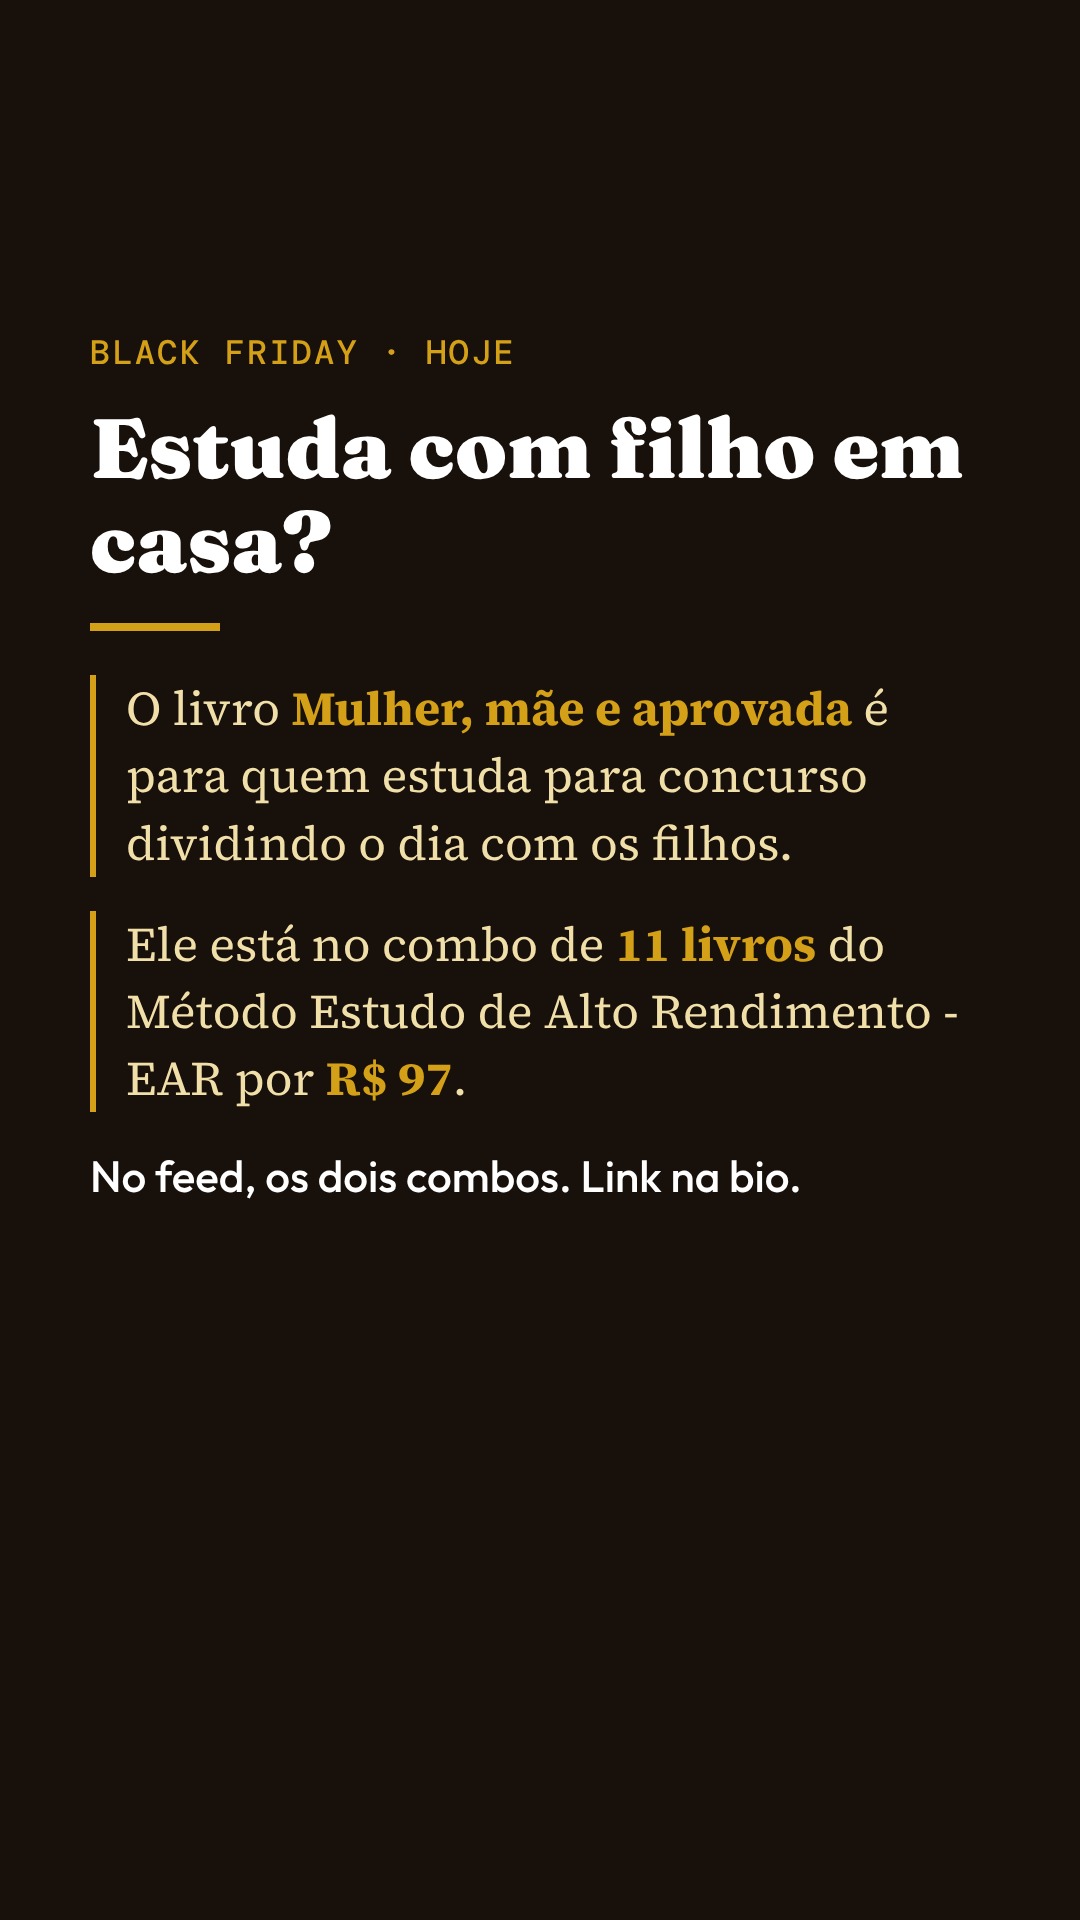 BLACK FRIDAY · HOJE
Estuda com filho em
casa?
O livro Mulher, mãe e aprovada é
para quem estuda para concurso
dividindo o dia com os filhos.
Ele está no combo de 11 livros do
Método Estudo de Alto Rendimento -
EAR por R$ 97.
No feed, os dois combos. Link na bio.